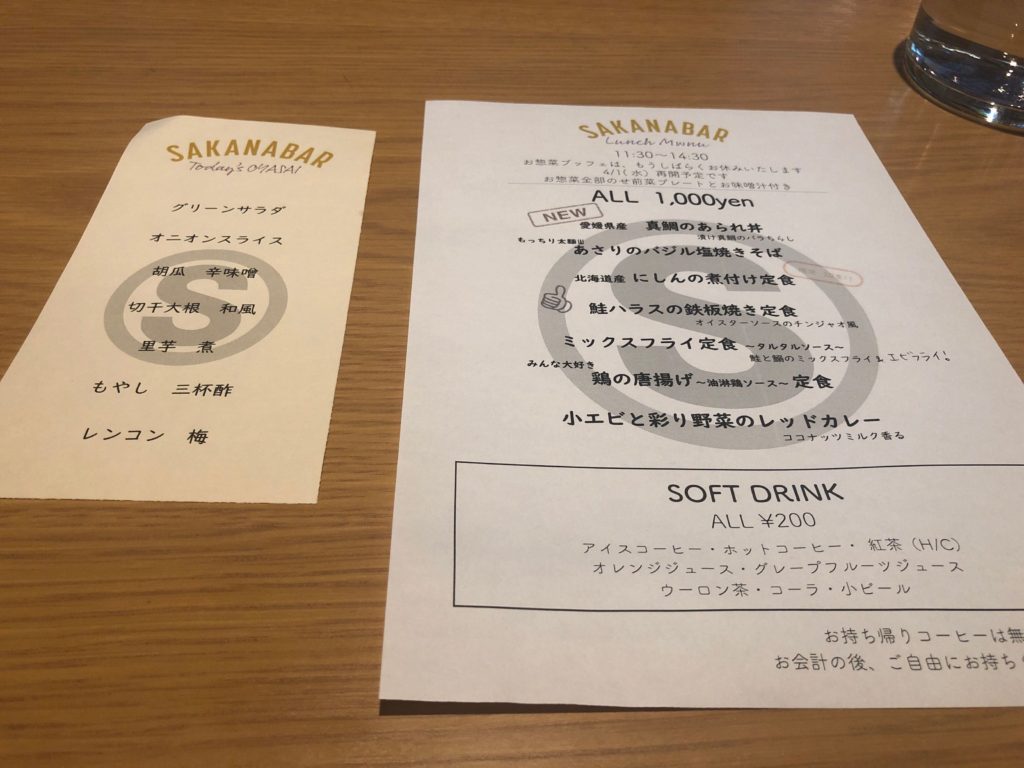 SAKANABAR
Today's OYASAI
グリーンサラダ
オニオンスライス
胡瓜 辛味噌
切干大根 和風
里芋 煮
もやし 三杯酢
レンコン 梅
SAKANABAR
Lunch Menu
11:30〜14:30
お惣菜ブッフェは、もうしばらくお休みいたします
4/1(水)再開予定です
お惣菜全部のせ前菜プレートとお味噌汁付き
ALL 1,000yen
NEW
愛媛県産 真鯛のあられ丼
漬け真鯛のバラちらし
もっちり太麺!!!
あさりのバジル塩焼きそば
北海道産 にしんの煮付け定食
鮭ハラスの鉄板焼き定食
オイスターソースのチンジャオ風
ミックスフライ定食 〜タルタルソース〜
鮭と鰯のミックスフライ& エビフライ!
みんな大好き
鶏の唐揚げ 〜油淋鶏ソース〜 定食
小エビと彩り野菜のレッドカレー
ココナッツミルク香る
S
S
SOFT DRINK
ALL ¥200
アイスコーヒー・ホットコーヒー・ 紅茶(H/C)
オレンジジュース・グレープフルーツジュース
ウーロン茶・コーラ・小ビール
お持ち帰りコーヒーは無
お会計の後、ご自由にお持ち